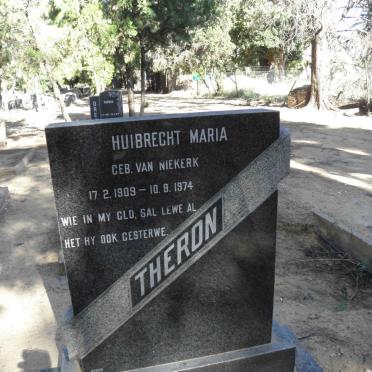 HUIBRECHT MARIA
GEB. VAN NIEKERK
17.2.1909 – 10.8.1974
WIE IN MY GLO, SAL LEWE AL
HET HY OOK GESTERWE.
THERON